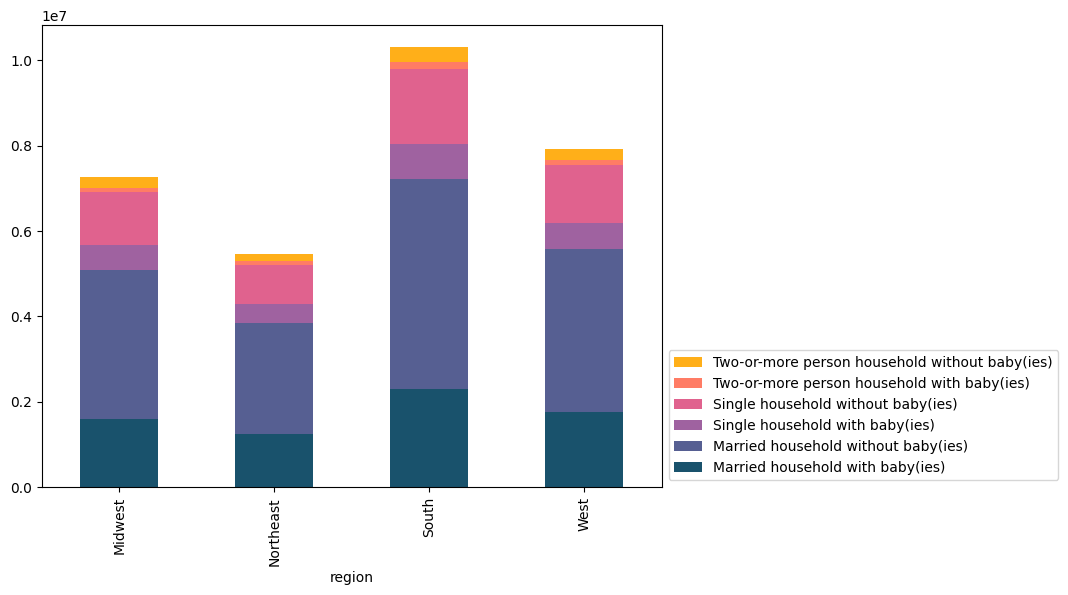 1e7
1.0
0.8
0.6
0.4
0.2
0.0
Midwest
Northeast
South
West
region
Two-or-more person household without baby(ies)
Two-or-more person household with baby(ies)
Single household without baby(ies)
Single household with baby(ies)
Married household without baby(ies)
Married household with baby(ies)